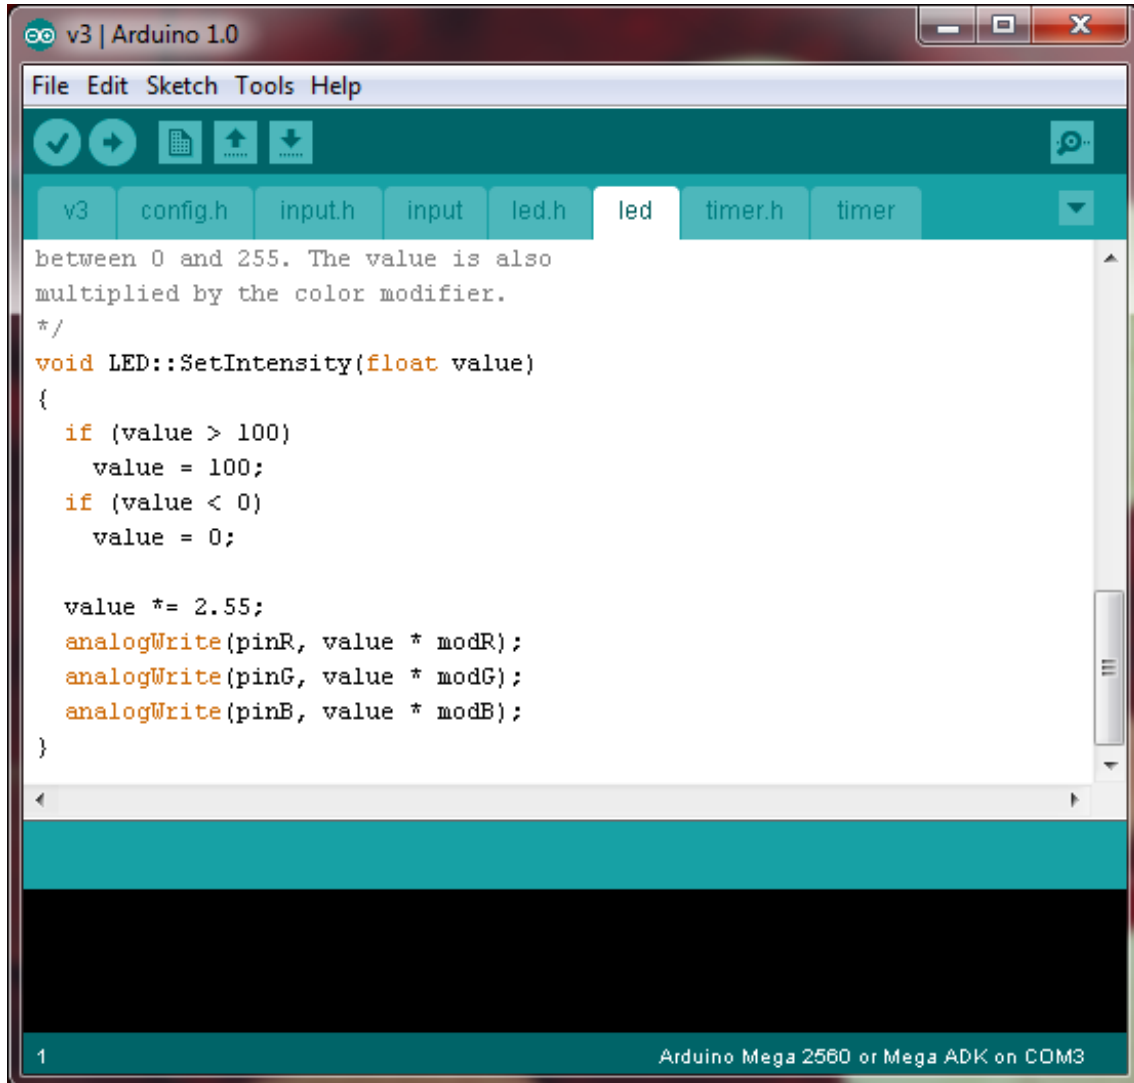 v3 | Arduino 1.0
File Edit Sketch Tools Help
v3 config.h input.h input led.h led timer.h timer
between 0 and 255. The value is also
multiplied by the color modifier.
*/
void LED::SetIntensity(float value)
{
  if (value > 100)
    value = 100;
  if (value < 0)
    value = 0;

  value *= 2.55;
  analogWrite(pinR, value * modR);
  analogWrite(pinG, value * modG);
  analogWrite(pinB, value * modB);
}
1 Arduino Mega 2560 or Mega ADK on COM3